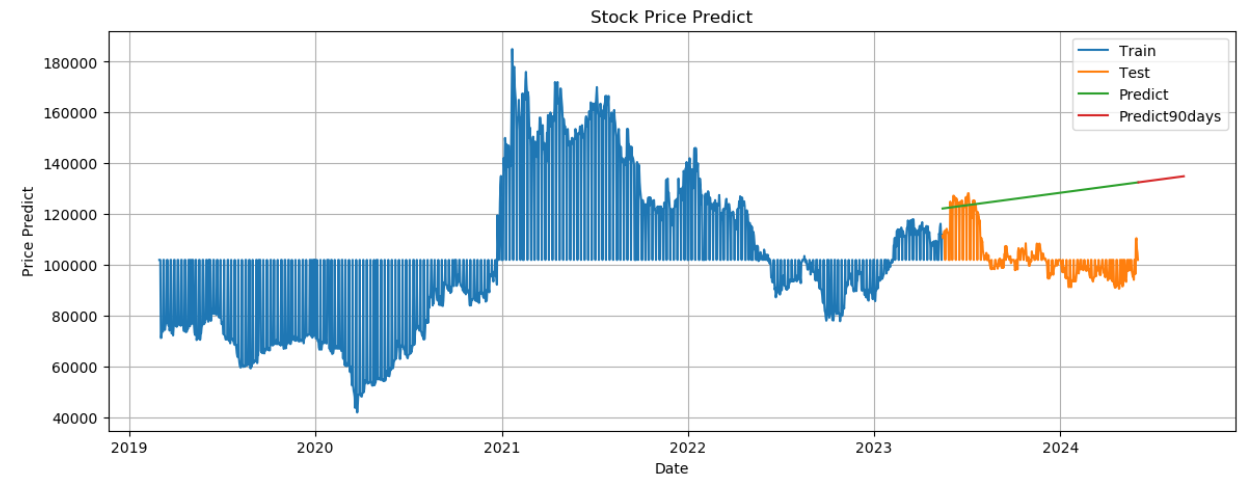 Stock Price Predict
180000
160000
140000
120000
100000
80000
60000
40000
Price Predict
Train
Test
Predict
Predict90days
2019
2020
2021
2022
2023
2024
Date